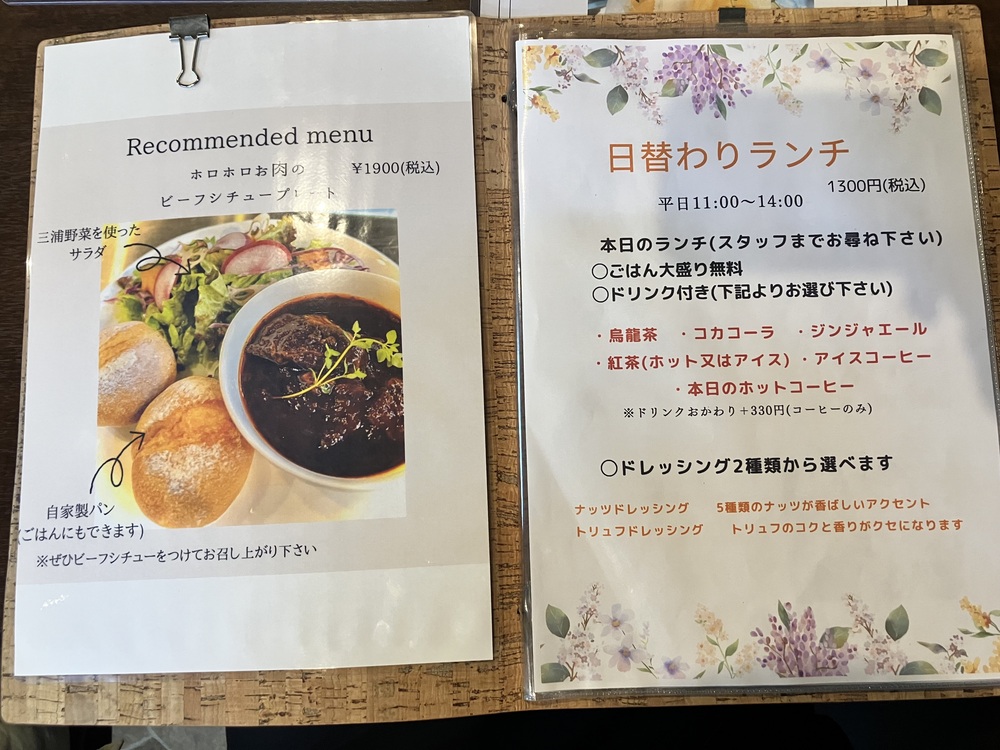 Recommended menu
ホロホロお肉の
¥1900(税込)
ビーフシチュープレート
三浦野菜を使った
サラダ
自家製パン
(ごはんにもできます)
※ぜひビーフシチューをつけてお召し上がり下さい
日替わりランチ
1300円(税込)
平日11:00〜14:00
本日のランチ(スタッフまでお尋ね下さい)
〇ごはん大盛り無料
〇ドリンク付き(下記よりお選び下さい)
・烏龍茶 ・コカコーラ ・ジンジャエール
・紅茶(ホット又はアイス) ・アイスコーヒー
・本日のホットコーヒー
※ドリンクおかわり+330円(コーヒーのみ)
〇ドレッシング2種類から選べます
ナッツドレッシング 5種類のナッツが香ばしいアクセント
トリュフドレッシング トリュフのコクと香りがクセになります